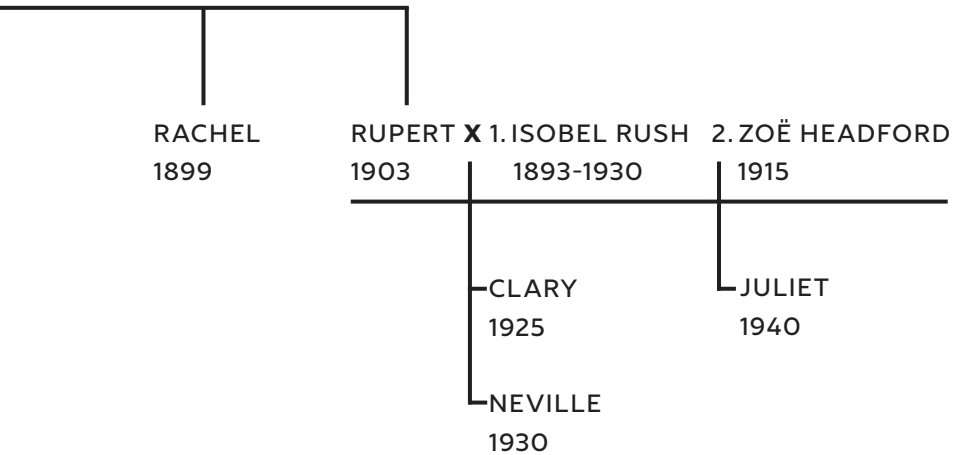 RACHEL
1899
RUPERT X 1. ISOBEL RUSH 2. ZOË HEADFORD
1903 1893-1930 1915
CLARY
1925
JULIET
1940
NEVILLE
1930